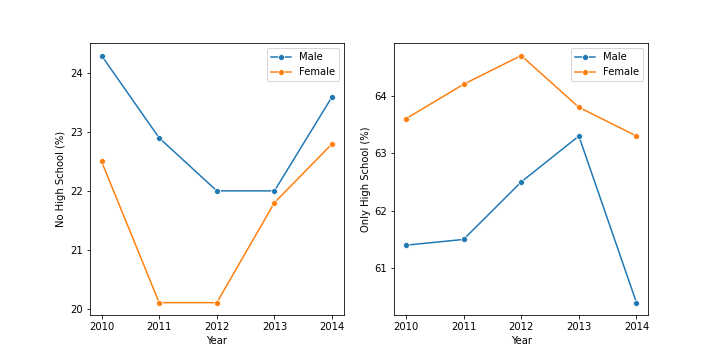 Male
Female
24
23
22
21
20
No High School (%)
2010 2011 2012 2013 2014
Year
Male
Female
64
63
62
61
Only High School (%)
2010 2011 2012 2013 2014
Year